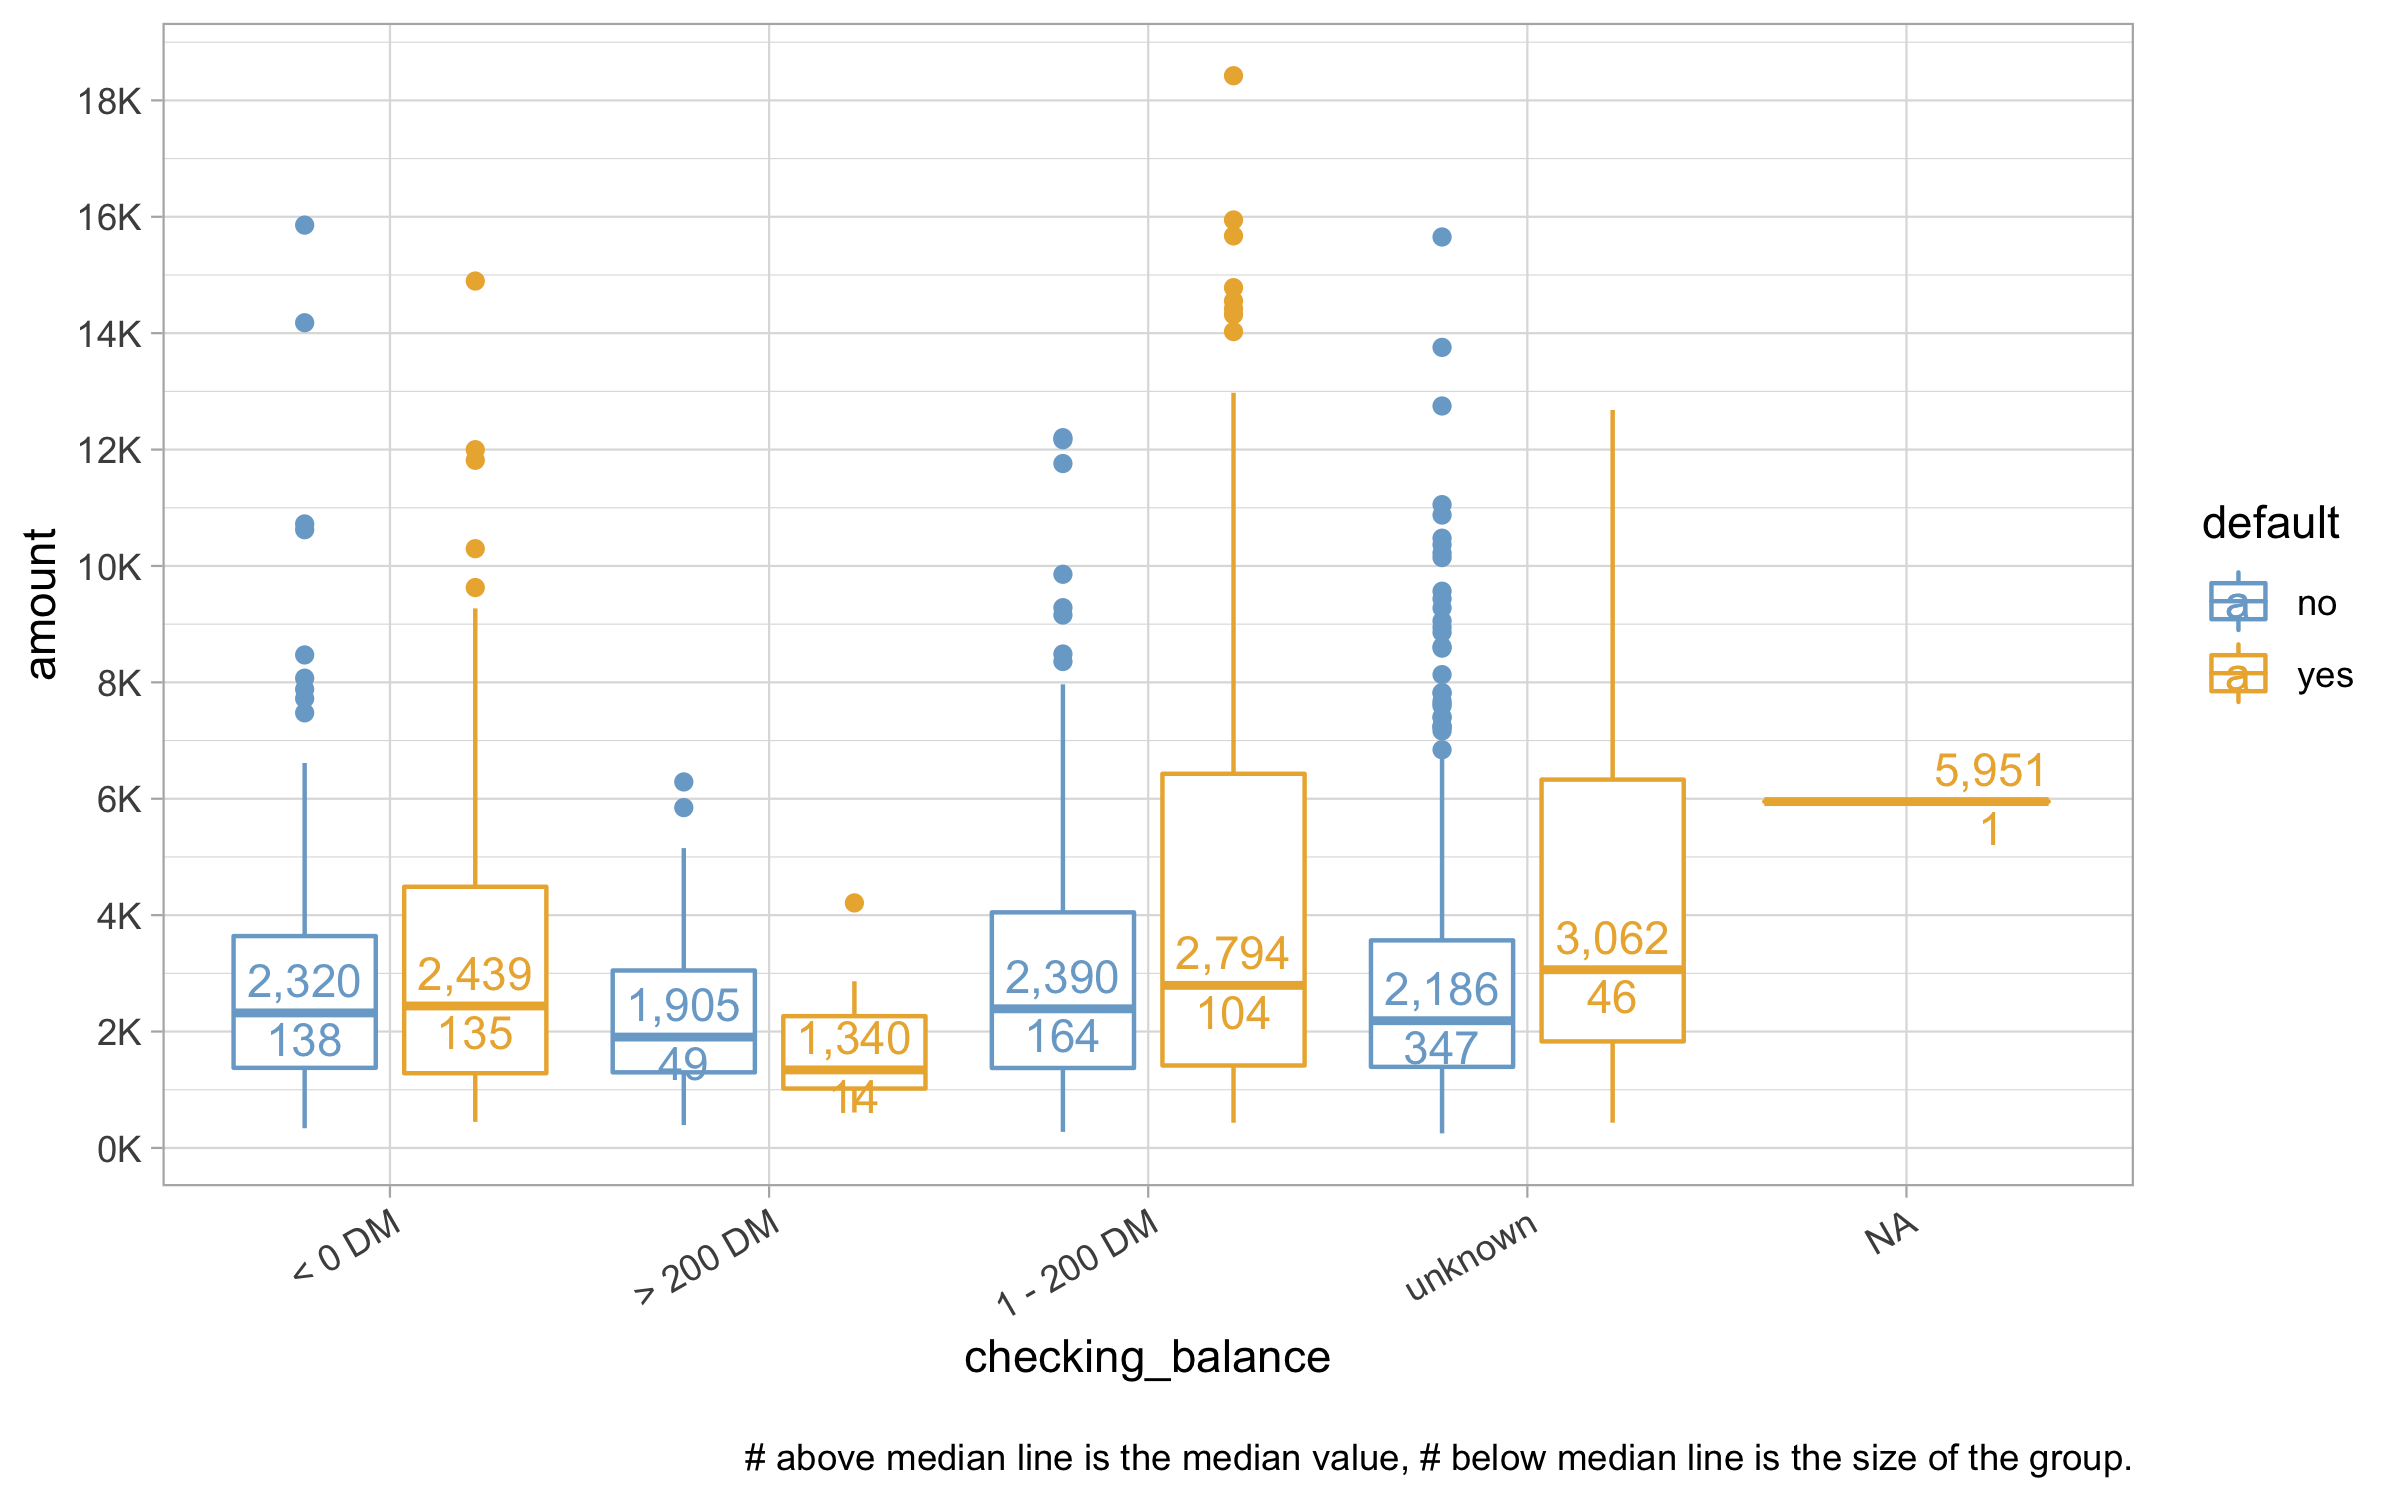 18K
16K
14K
12K
10K
8K
6K
4K
2K
0K
amount
2,320
138
2,439
135
1,905
49
1,340
14
2,390
164
2,794
104
2,186
347
3,062
46
5,951
1
< 0 DM
> 200 DM
1 - 200 DM
unknown
NA
checking_balance
default
a no
a yes
# above median line is the median value, # below median line is the size of the group.